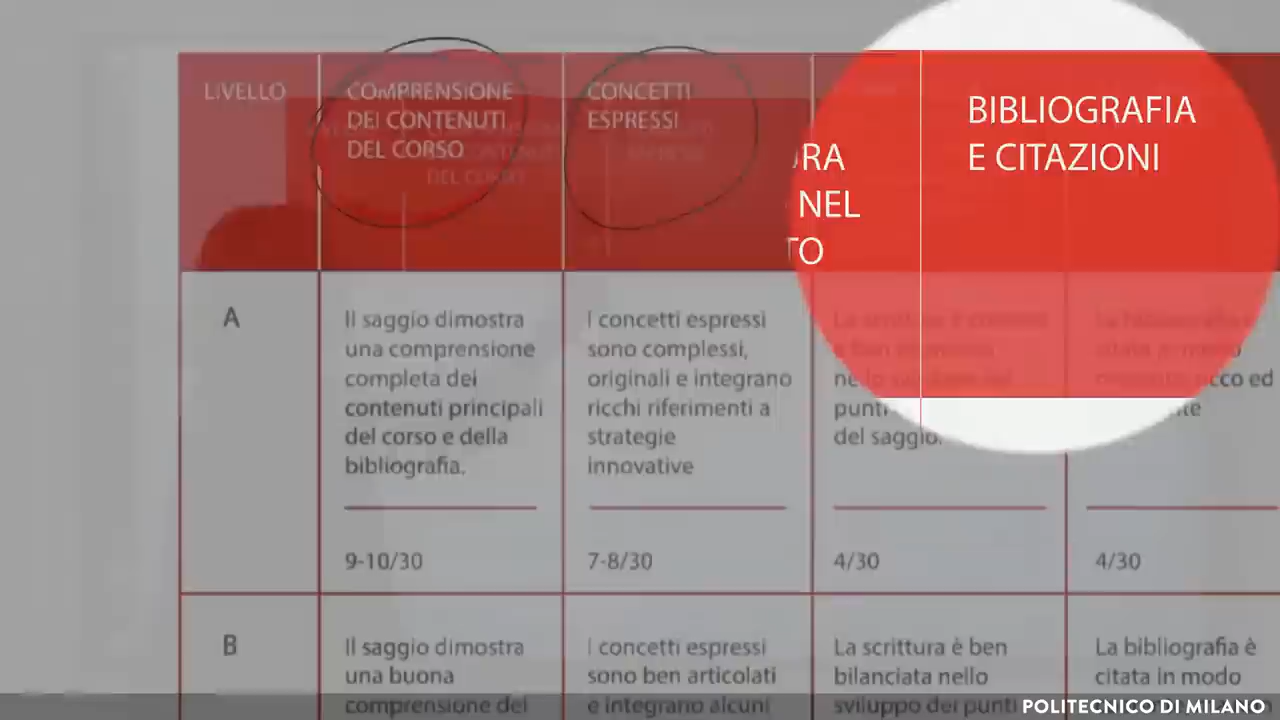 LIVELLO
COMPRENSIONE
DEI CONTENUTI
DEL CORSO
CONCETTI
ESPRESSI
NEL
BIBLIOGRAFIA
E CITAZIONI
A
Il saggio dimostra
una comprensione
completa dei
contenuti principali
del corso e della
bibliografia.
9-10/30
I concetti espressi
sono complessi,
originali e integrano
ricchi riferimenti a
strategie
innovative
7-8/30
del saggio.
4/30
ed
4/30
B
Il saggio dimostra
una buona
comprensione dei
I concetti espressi
sono ben articolati
e integrano alcuni
La scrittura è ben
bilanciata nello
sviluppo dei punti
La bibliografia è
citata in modo
POLITECNICO DI MILANO